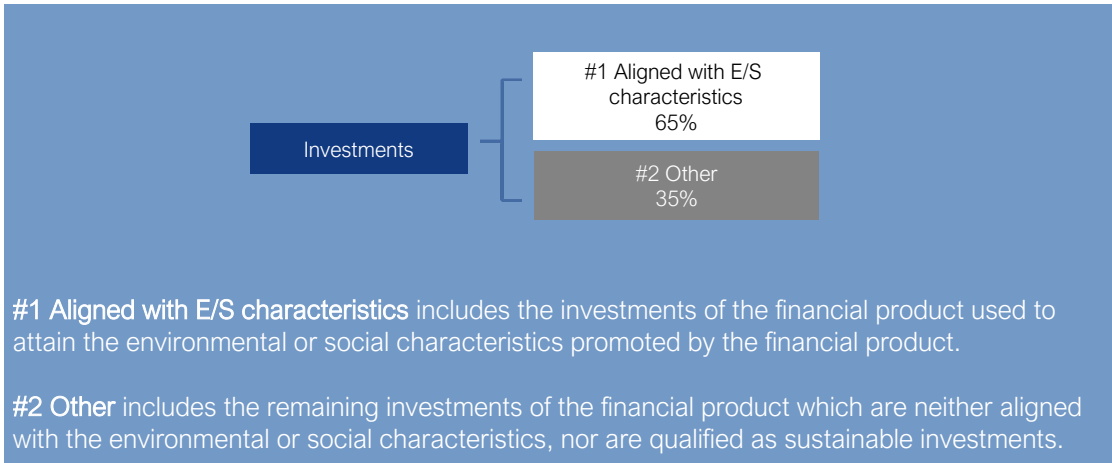 #1 Aligned with E/S
characteristics
65%
Investments
#2 Other
35%
#1 Aligned with E/S characteristics includes the investments of the financial product used to
attain the environmental or social characteristics promoted by the financial product.
#2 Other includes the remaining investments of the financial product which are neither aligned
with the environmental or social characteristics, nor are qualified as sustainable investments.